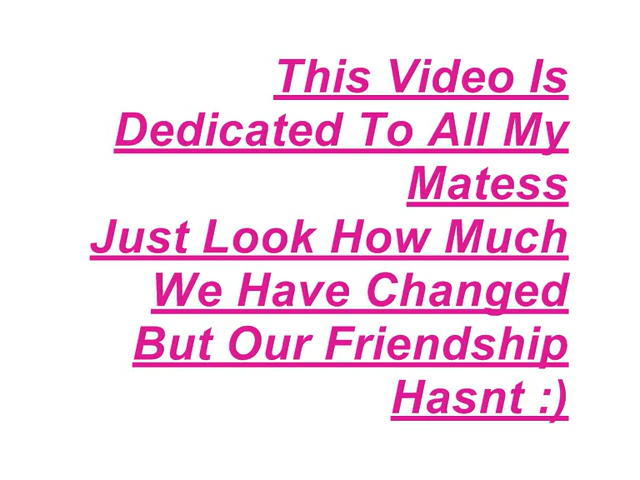 This Video Is
Dedicated To All My
Matess
Just Look How Much
We Have Changed
But Our Friendship
Hasnt :)